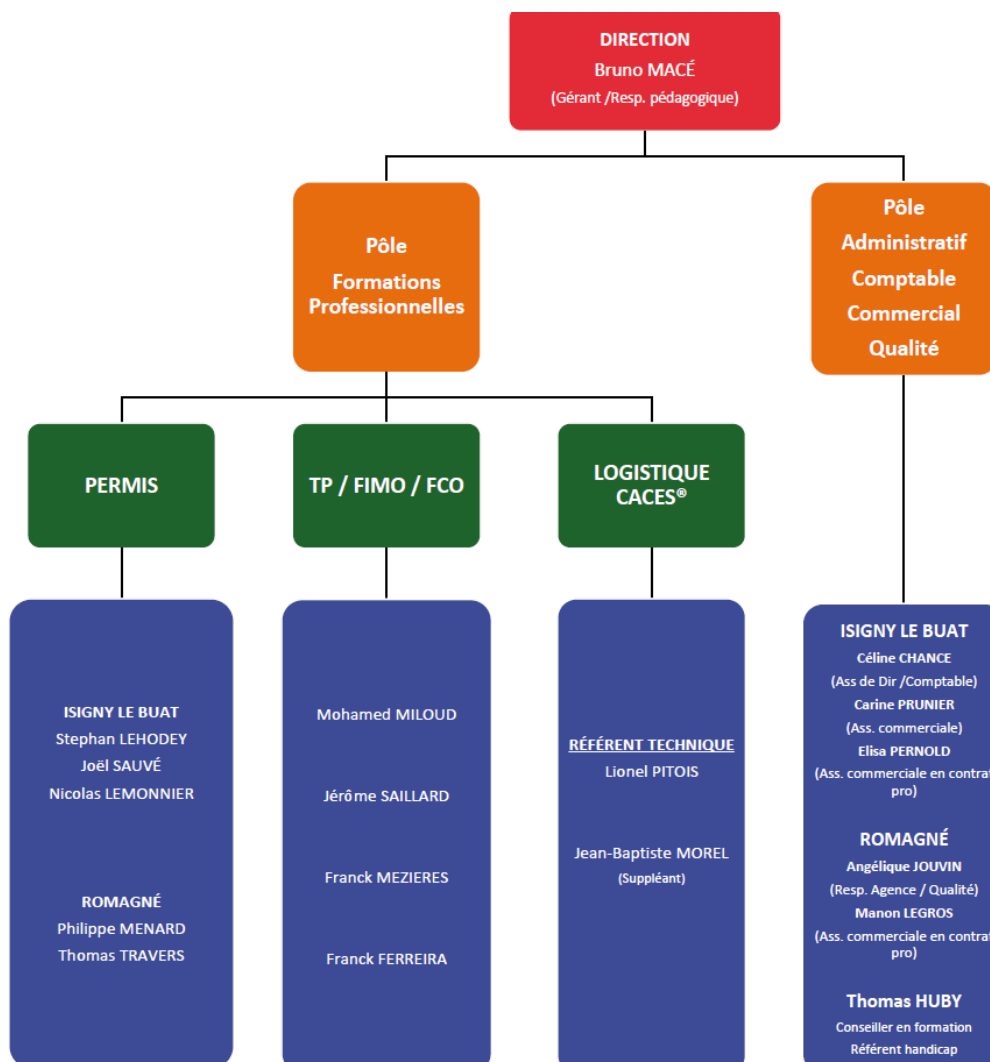 DIRECTION
Bruno MACÉ
(Gérant /Resp. pédagogique)
Pôle
Formations
Professionnelles
Pôle
Administratif
Comptable
Commercial
Qualité
PERMIS
TP / FIMO / FCO
LOGISTIQUE
CACES®
ISIGNY LE BUAT
Stephan LEHODEY
Joël SAUVÉ
Nicolas LEMONNIER
ROMAGNÉ
Philippe MENARD
Thomas TRAVERS
Mohamed MILOUD
Jérôme SAILLARD
Franck MEZIERES
Franck FERREIRA
RÉFÉRENT TECHNIQUE
Lionel PITOIS
Jean-Baptiste MOREL
(Suppléant)
ISIGNY LE BUAT
Céline CHANCE
(Ass de Dir /Comptable)
Carine PRUNIER
(Ass. commerciale)
Elisa PERNOLD
(Ass. commerciale en contrat
pro)
ROMAGNÉ
Angélique JOUVIN
(Resp. Agence / Qualité)
Manon LEGROS
(Ass. commerciale en contrat
pro)
Thomas HUBY
Conseiller en formation
Référent handicap